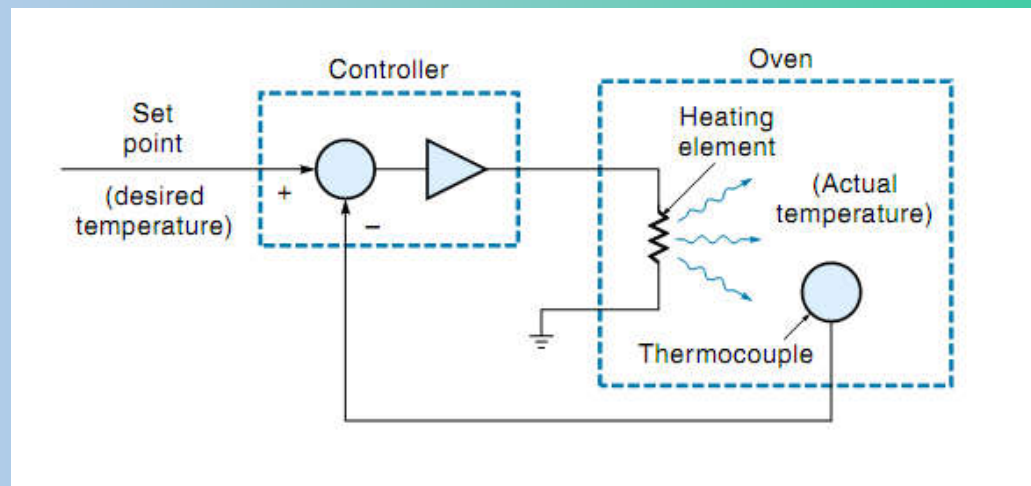 Controller
Oven
Set
point
(desired
temperature)
+
−
Heating
element
(Actual
temperature)
Thermocouple